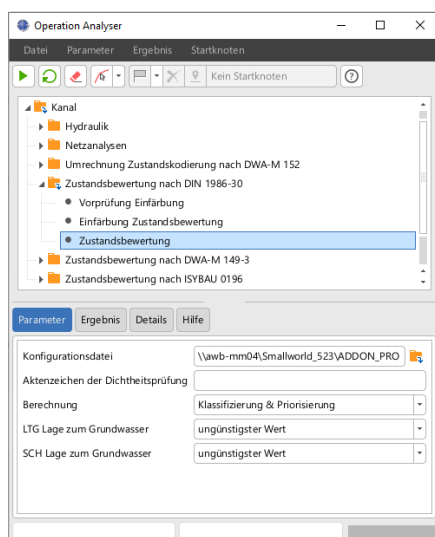 Operation Analyser
Datei Parameter Ergebnis Startknoten
Kein Startknoten
Kanal
Hydraulik
Netzanalysen
Umrechnung Zustandskodierung nach DWA-M 152
Zustandsbewertung nach DIN 1986-30
Vorprüfung Einfärbung
Einfärbung Zustandsbewertung
Zustandsbewertung
Zustandsbewertung nach DWA-M 149-3
Zustandsbewertung nach ISYBAU 0196
Parameter Ergebnis Details Hilfe
Konfigurationsdatei \\awb-mm04\Smallworld_523\ADDON_PRO
Aktenzeichen der Dichtheitsprüfung
Berechnung Klassifizierung & Priorisierung
LTG Lage zum Grundwasser ungünstigster Wert
SCH Lage zum Grundwasser ungünstigster Wert